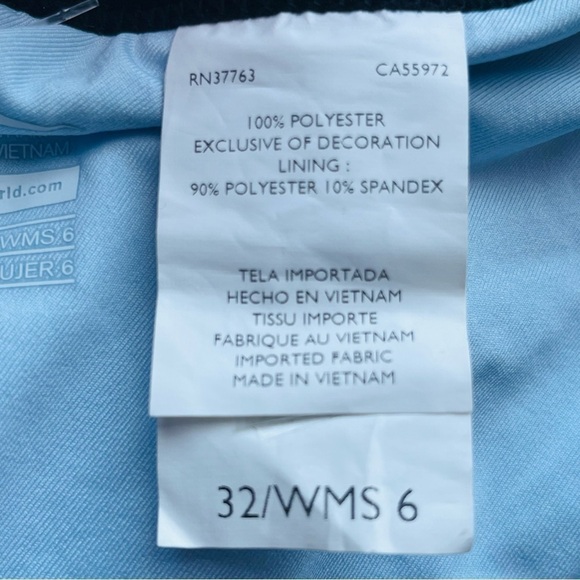 RN37763 CA55972
100% POLYESTER
EXCLUSIVE OF DECORATION
LINING :
90% POLYESTER 10% SPANDEX
TELA IMPORTADA
HECHO EN VIETNAM
TISSU IMPORTE
FABRIQUE AU VIETNAM
IMPORTED FABRIC
MADE IN VIETNAM
32/WMS 6
VIETNAM
rld.com
WMS 6
UJER 6